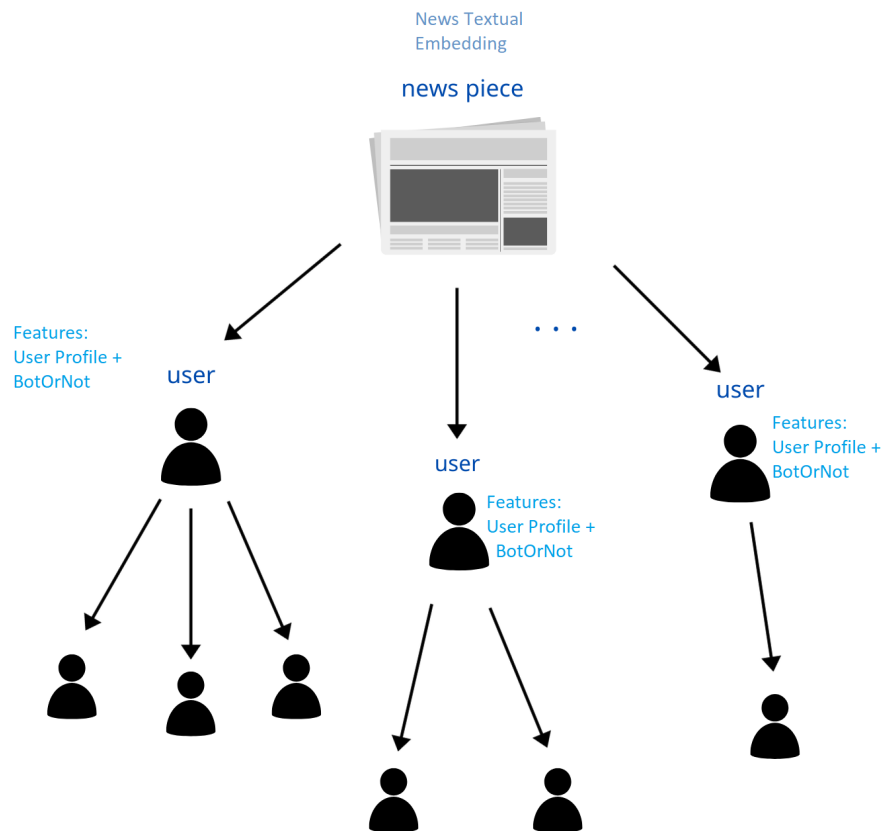 News Textual
Embedding
news piece
. . .
Features:
User Profile +
BotOrNot
user
user
Features:
User Profile +
BotOrNot
user
Features:
User Profile +
BotOrNot